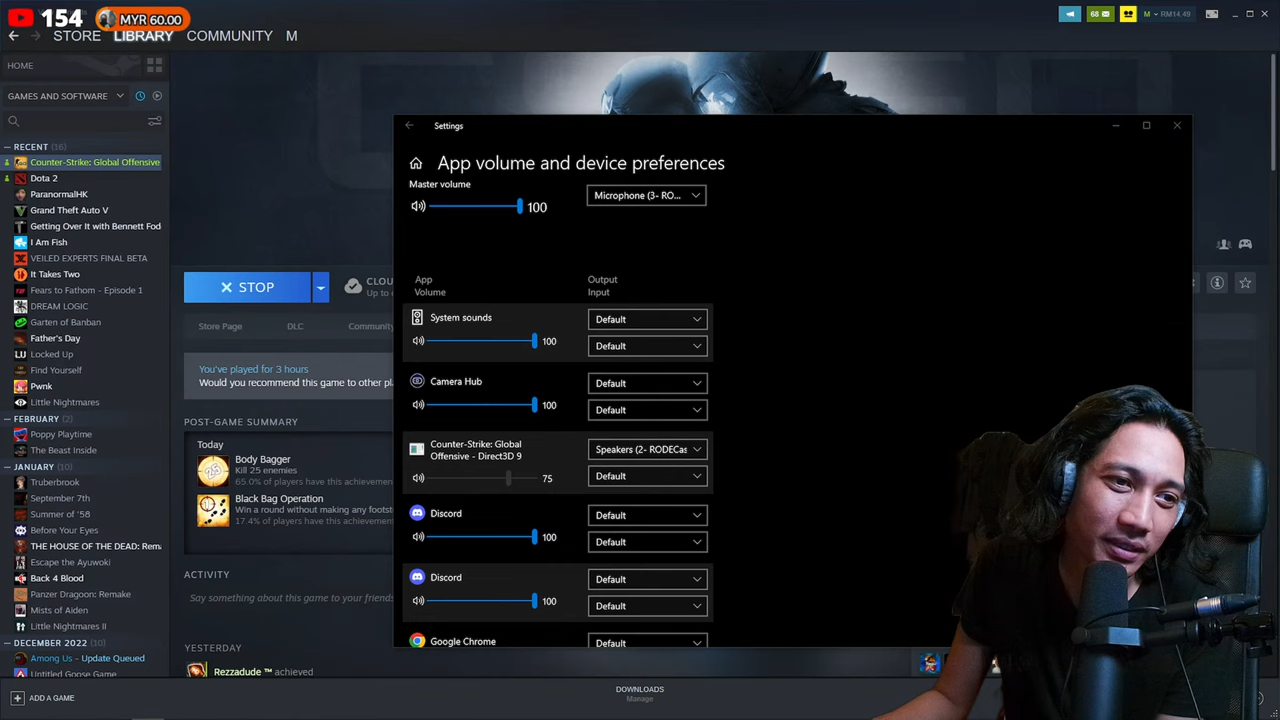 154
MYR 60.00
68
M
RM14.49
STORE
LIBRARY
COMMUNITY
M
HOME
GAMES AND SOFTWARE
RECENT (16)
Counter-Strike: Global Offensive
Dota 2
ParanormalHK
Grand Theft Auto V
Getting Over It with Bennett Fod
I Am Fish
VEILED EXPERTS FINAL BETA
It Takes Two
Fears to Fathom - Episode 1
DREAM LOGIC
Garten of Banban
Father's Day
Locked Up
Find Yourself
Pwnk
Little Nightmares
FEBRUARY (2)
Poppy Playtime
The Beast Inside
JANUARY (9)
Truberbrook
September 7th
Summer of '58
Before Your Eyes
THE HOUSE OF THE DEAD: Rema
Escape the Ayuwoki
Back 4 Blood
Panzer Dragoon: Remake
Mists of Aiden
Little Nightmares II
DECEMBER 2022 (10)
Among Us - Update Queued
Untitled Goose Game
ADD A GAME
STOP
CLOU
Up to
Store Page
DLC
Community
You've played for 3 hours
Would you recommend this game to other pl
POST-GAME SUMMARY
Today
Body Bagger
Kill 25 enemies
65.0% of players have this achievemen
Black Bag Operation
Win a round without making any footst
17.4% of players have this achievemen
ACTIVITY
Say something about this game to your friends
YESTERDAY
Rezzadude ™ achieved
DOWNLOADS
Manage
Settings
App volume and device preferences
Master volume
100
Microphone (3- RO...
App
Volume
Output
Input
System sounds
100
Default
Default
Camera Hub
100
Default
Default
Counter-Strike: Global
Offensive - Direct3D 9
75
Speakers (2- RODECas
Default
Discord
100
Default
Default
Discord
100
Default
Default
Google Chrome
Default